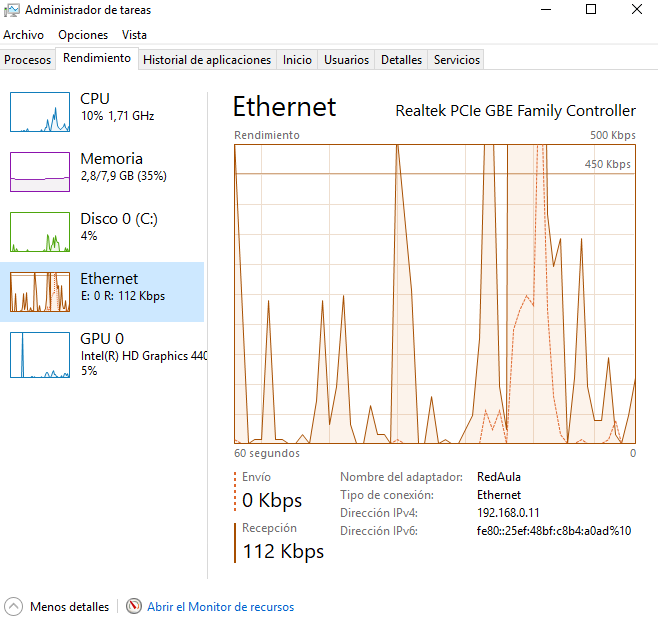 Administrador de tareas
Archivo Opciones Vista
Procesos Rendimiento Historial de aplicaciones Inicio Usuarios Detalles Servicios
CPU
10% 1,71 GHz
Memoria
2,8/7,9 GB (35%)
Disco 0 (C:)
4%
Ethernet
E: 0 R: 112 Kbps
GPU 0
Intel(R) HD Graphics 440
5%
Ethernet
Realtek PCIe GBE Family Controller
Rendimiento
500 Kbps
450 Kbps
60 segundos
0
Envío
0 Kbps
Recepción
112 Kbps
Nombre del adaptador: RedAula
Tipo de conexión: Ethernet
Dirección IPv4: 192.168.0.11
Dirección IPv6: fe80::25ef:48bf:c8b4:a0ad%10
Menos detalles
Abrir el Monitor de recursos